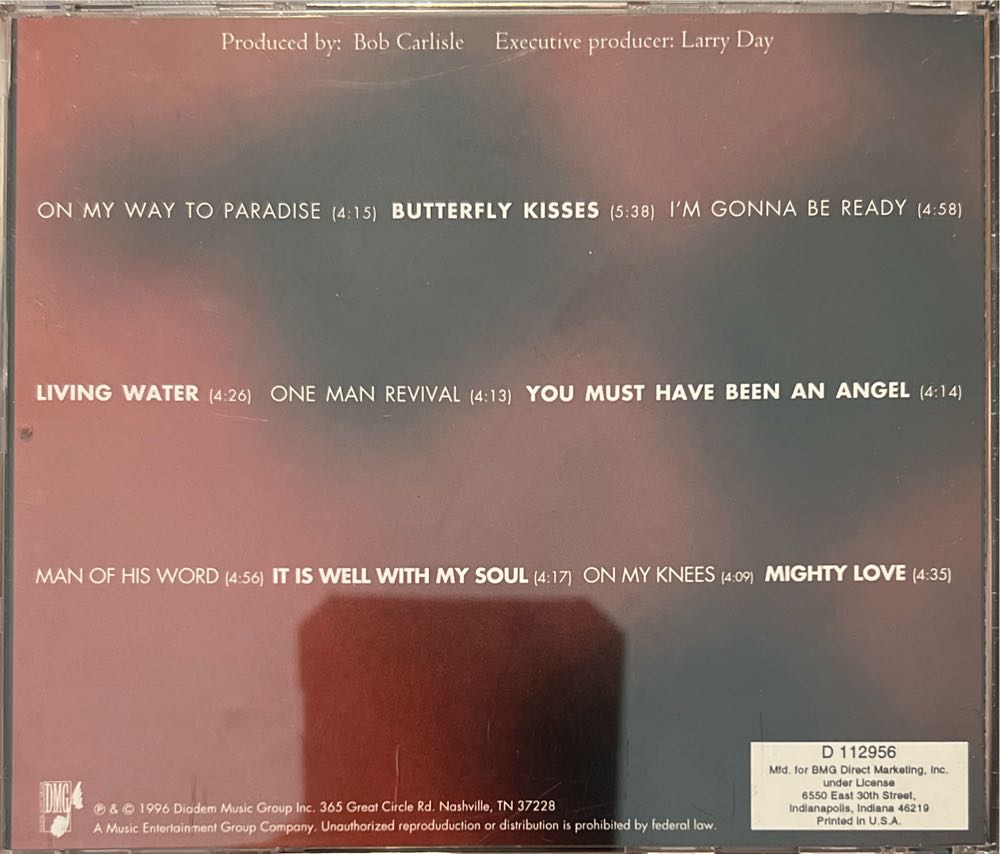 Produced by: Bob Carlisle Executive producer: Larry Day
ON MY WAY TO PARADISE (4:15) BUTTERFLY KISSES (5:38) I'M GONNA BE READY (4:58)
LIVING WATER (4:26) ONE MAN REVIVAL (4:13) YOU MUST HAVE BEEN AN ANGEL (4:14)
MAN OF HIS WORD (4:56) IT IS WELL WITH MY SOUL (4:17) ON MY KNEES (4:09) MIGHTY LOVE (4:35)
DMG
℗ & © 1996 Diadem Music Group Inc. 365 Great Circle Rd. Nashville, TN 37228
A Music Entertainment Group Company. Unauthorized reproduduction or distribution is prohibited by federal law.
D 112956
Mfd. for BMG Direct Marketing, Inc.
under License
6550 East 30th Street,
Indianapolis, Indiana 46219
Printed in U.S.A.